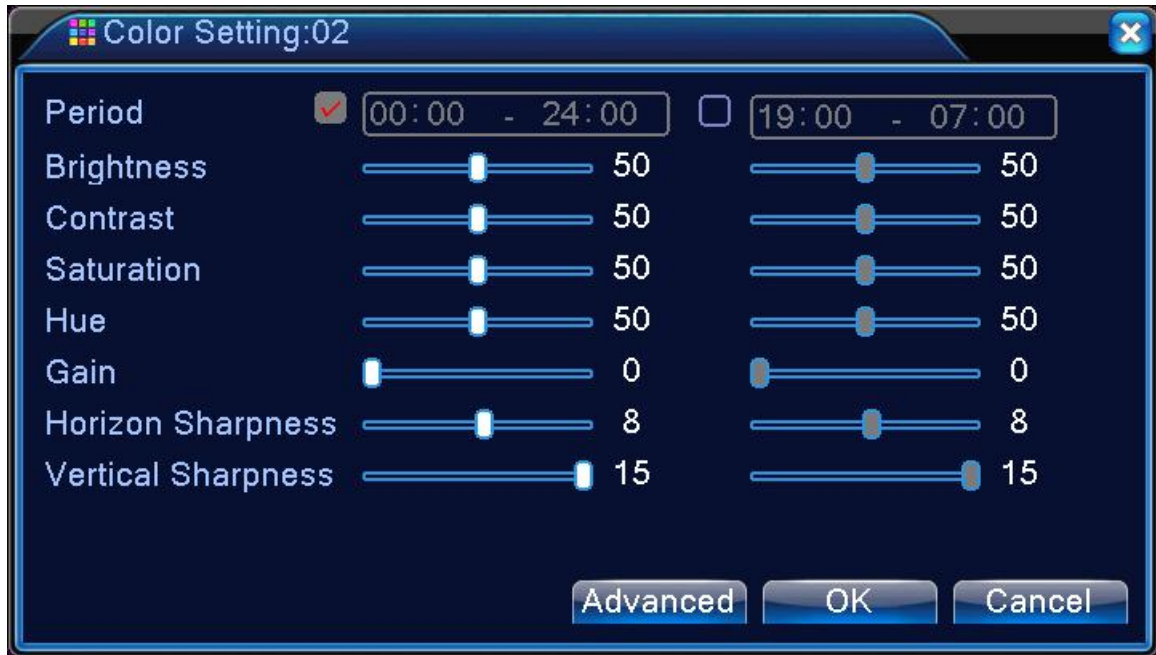 Color Setting:02
Period 00:00 - 24:00 19:00 - 07:00
Brightness 50 50
Contrast 50 50
Saturation 50 50
Hue 50 50
Gain 0 0
Horizon Sharpness 8 8
Vertical Sharpness 15 15
Advanced OK Cancel